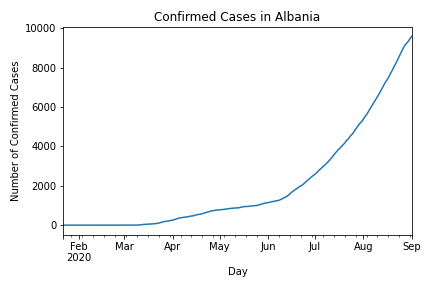 Confirmed Cases in Albania
Number of Confirmed Cases
10000
8000
6000
4000
2000
0
Feb Mar Apr May Jun Jul Aug Sep
2020
Day